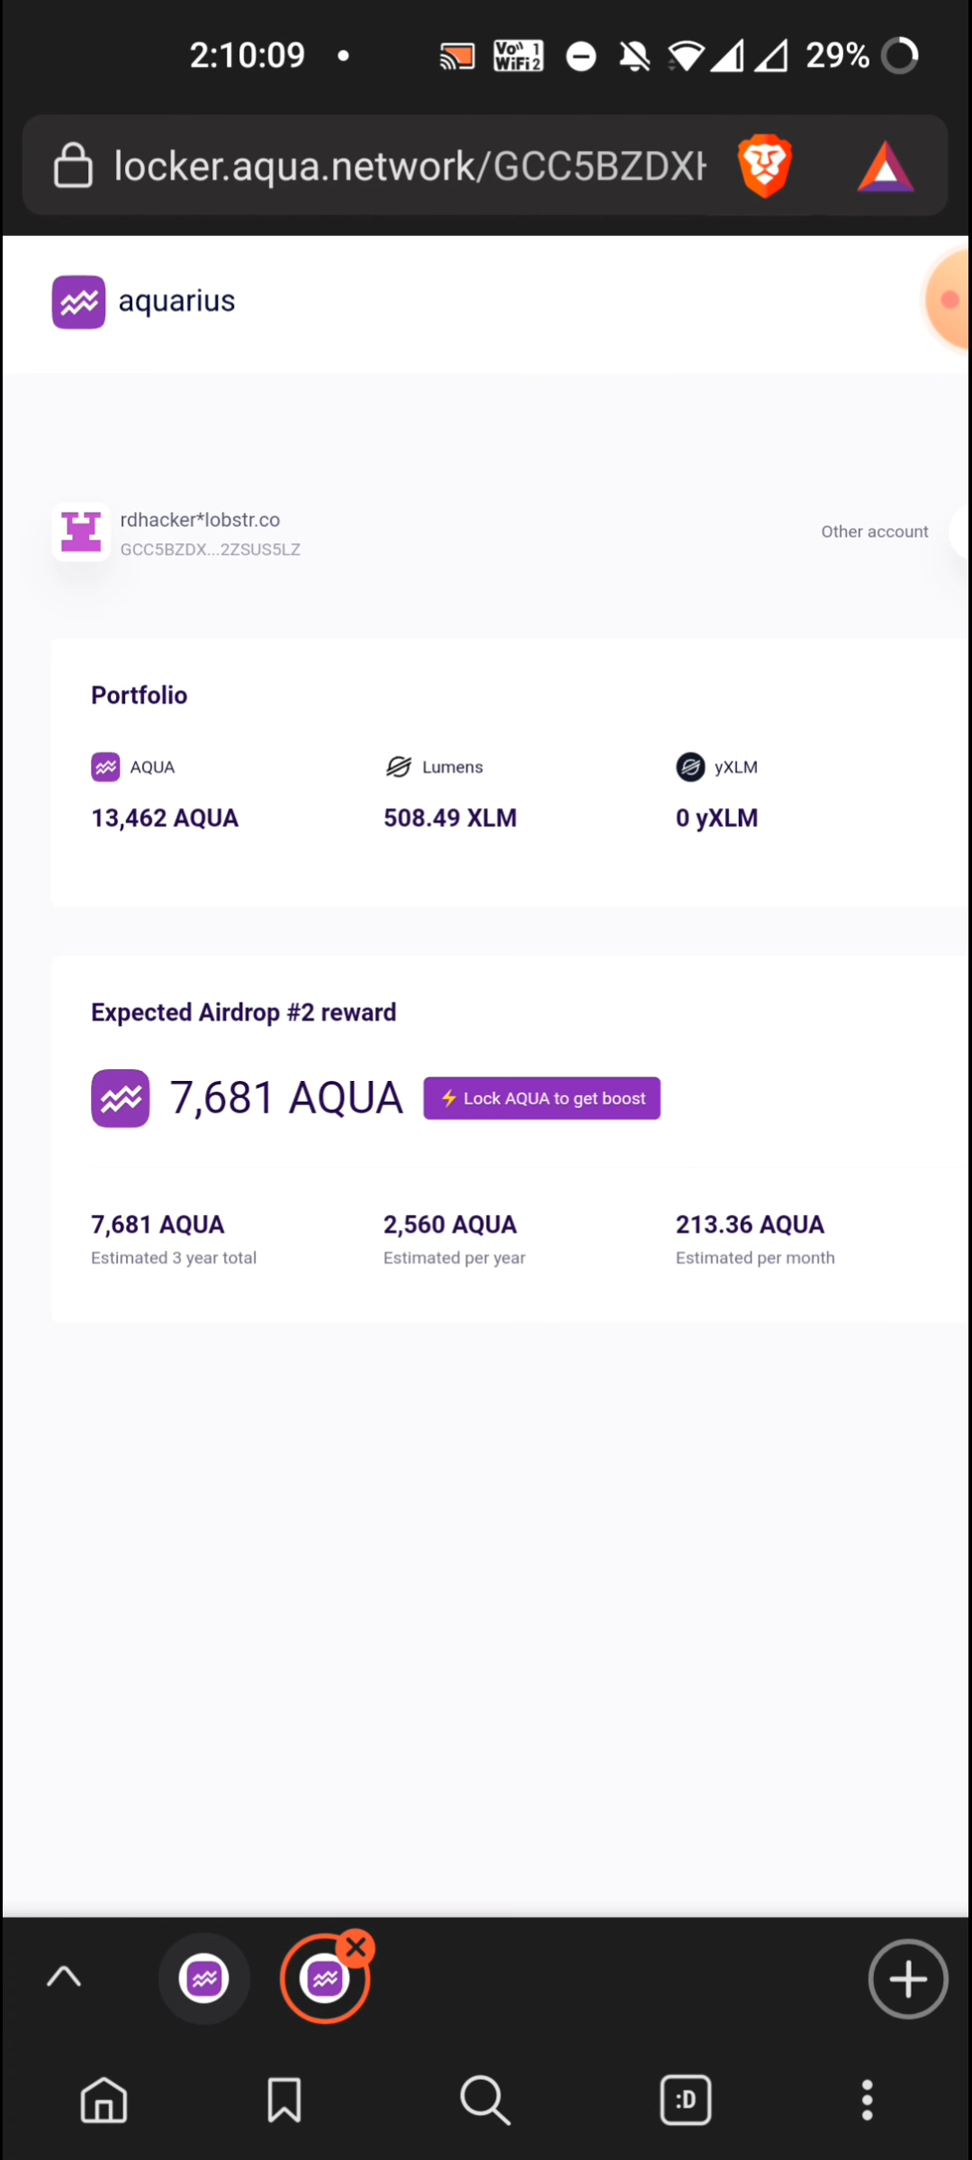 2:10:09
Vo 1
WiFi 2
29%
locker.aqua.network/GCC5BZDXH
aquarius
rdhacker*lobstr.co
GCC5BZDX...2ZSUS5LZ
Other account
Portfolio
AQUA Lumens yXLM
13,462 AQUA 508.49 XLM 0 yXLM
Expected Airdrop #2 reward
7,681 AQUA ⚡ Lock AQUA to get boost
7,681 AQUA 2,560 AQUA 213.36 AQUA
Estimated 3 year total Estimated per year Estimated per month
:D